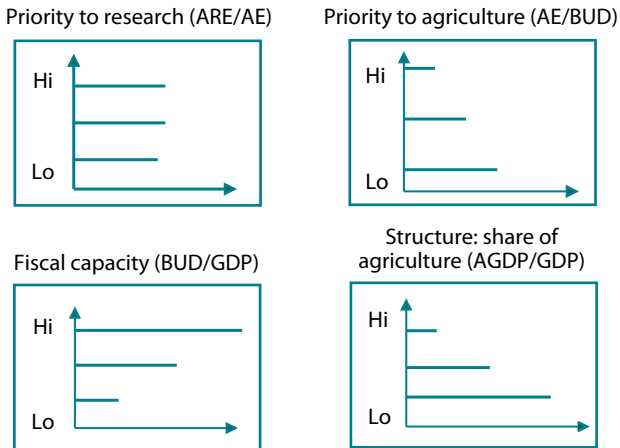 Priority to research (ARE/AE)
Hi
Lo
Priority to agriculture (AE/BUD)
Hi
Lo
Fiscal capacity (BUD/GDP)
Hi
Lo
Structure: share of
agriculture (AGDP/GDP)
Hi
Lo